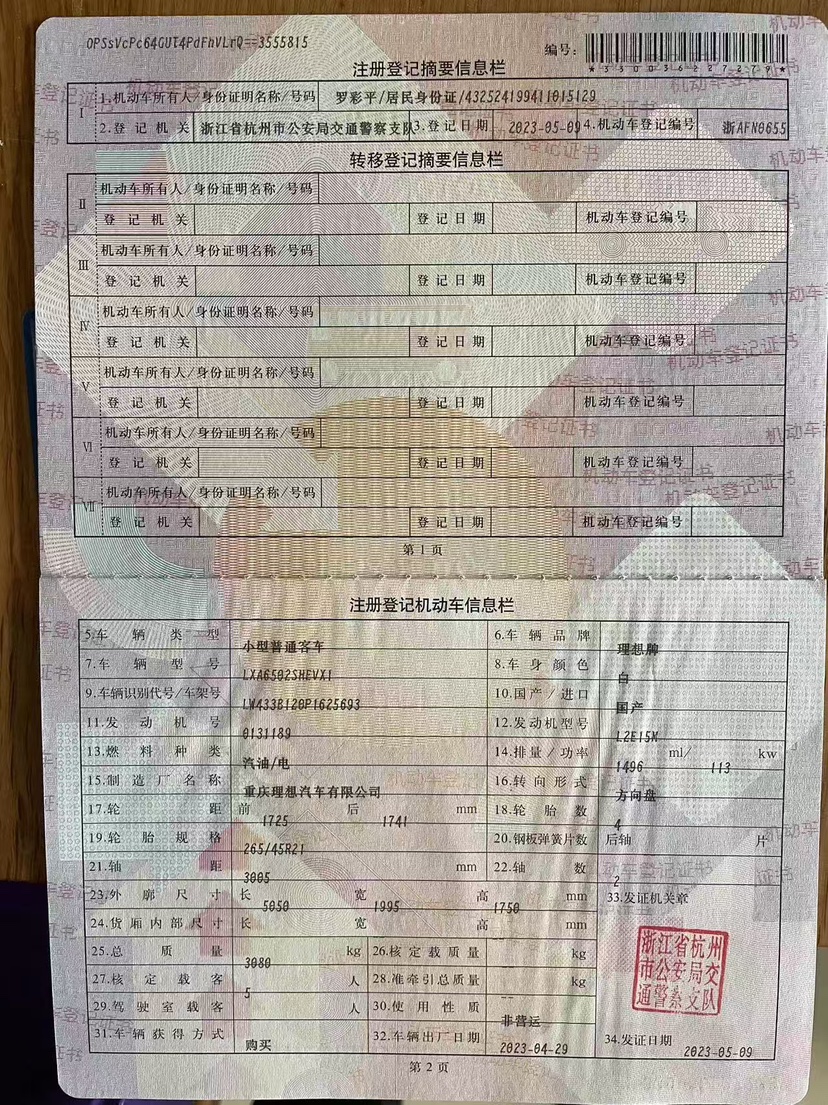 0PSsVcPc64GUt4PdFhVLrQ==3555815
编号:
*330036227279*
注册登记摘要信息栏
I 1.机动车所有人/身份证明名称/号码 罗彩平/居民身份证/432524199411015129
2.登记机关 浙江省杭州市公安局交通警察支队 3.登记日期 2023-05-09 4.机动车登记编号 浙AFN0655
转移登记摘要信息栏
II 机动车所有人/身份证明名称/号码
登记机关 登记日期 机动车登记编号
III 机动车所有人/身份证明名称/号码
登记机关 登记日期 机动车登记编号
IV 机动车所有人/身份证明名称/号码
登记机关 登记日期 机动车登记编号
V 机动车所有人/身份证明名称/号码
登记机关 登记日期 机动车登记编号
VI 机动车所有人/身份证明名称/号码
登记机关 登记日期 机动车登记编号
VII 机动车所有人/身份证明名称/号码
登记机关 登记日期 机动车登记编号
第1页
注册登记机动车信息栏
5.车辆类型 小型普通客车 6.车辆品牌 理想牌
7.车辆型号 LXA6502SHEVX1 8.车身颜色 白
9.车辆识别代号/车架号 LW433B120P1625693 10.国产/进口 国产
11.发动机号 0131189 12.发动机型号 L2E15M
13.燃料种类 汽油/电 14.排量/功率 1496 ml/ 113 kw
15.制造厂名称 重庆理想汽车有限公司 16.转向形式 方向盘
17.轮距 前 1725 后 1741 mm 18.轮胎数 4
19.轮胎规格 265/45R21 20.钢板弹簧片数 后轴 片
21.轴距 3005 mm 22.轴数 2
23.外廓尺寸 长 5050 宽 1995 高 1750 mm 33.发证机关章
24.货厢内部尺寸 长 宽 高 mm
25.总质量 3080 kg 26.核定载质量 -- kg
27.核定载客 5 人 28.准牵引总质量 -- kg
29.驾驶室载客 人 30.使用性质 非营运
31.车辆获得方式 购买 32.车辆出厂日期 2023-04-29 34.发证日期 2023-05-09
浙江省杭州
市公安局交
通警察支队
第2页